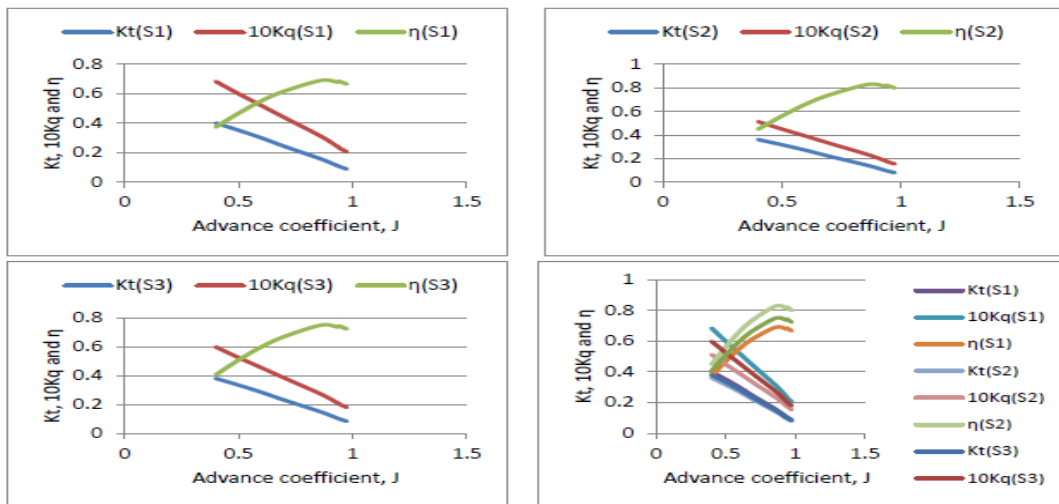 Kt(S1) 10Kq(S1) η(S1)
Kt, 10Kq and η
0.8
0.6
0.4
0.2
0
0 0.5 1 1.5
Advance coefficient, J
Kt(S2) 10Kq(S2) η(S2)
Kt, 10Kq and η
1
0.8
0.6
0.4
0.2
0
0 0.5 1 1.5
Advance coefficient, J
Kt(S3) 10Kq(S3) η(S3)
Kt, 10Kq and η
0.8
0.6
0.4
0.2
0
0 0.5 1 1.5
Advance coefficient, J
Kt, 10Kq and η
1
0.8
0.6
0.4
0.2
0
0 0.5 1 1.5
Advance coefficient, J
Kt(S1)
10Kq(S1)
η(S1)
Kt(S2)
10Kq(S2)
η(S2)
Kt(S3)
10Kq(S3)